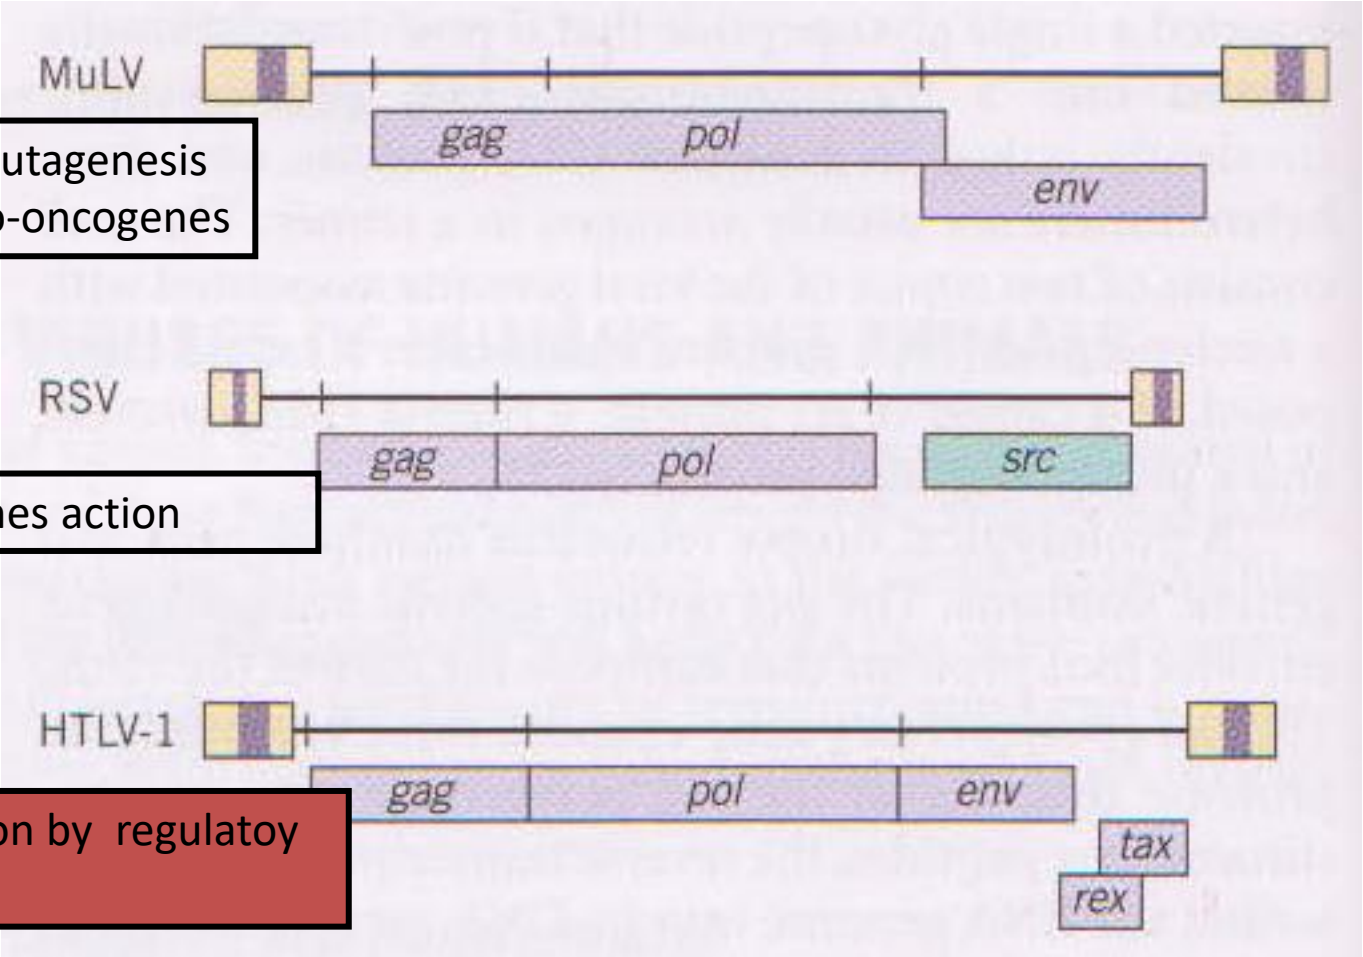 MuLV
gag pol
utagenesis
env
o-oncogenes
RSV
gag pol src
nes action
HTLV-1
gag pol env
on by regulatoy
tax
rex